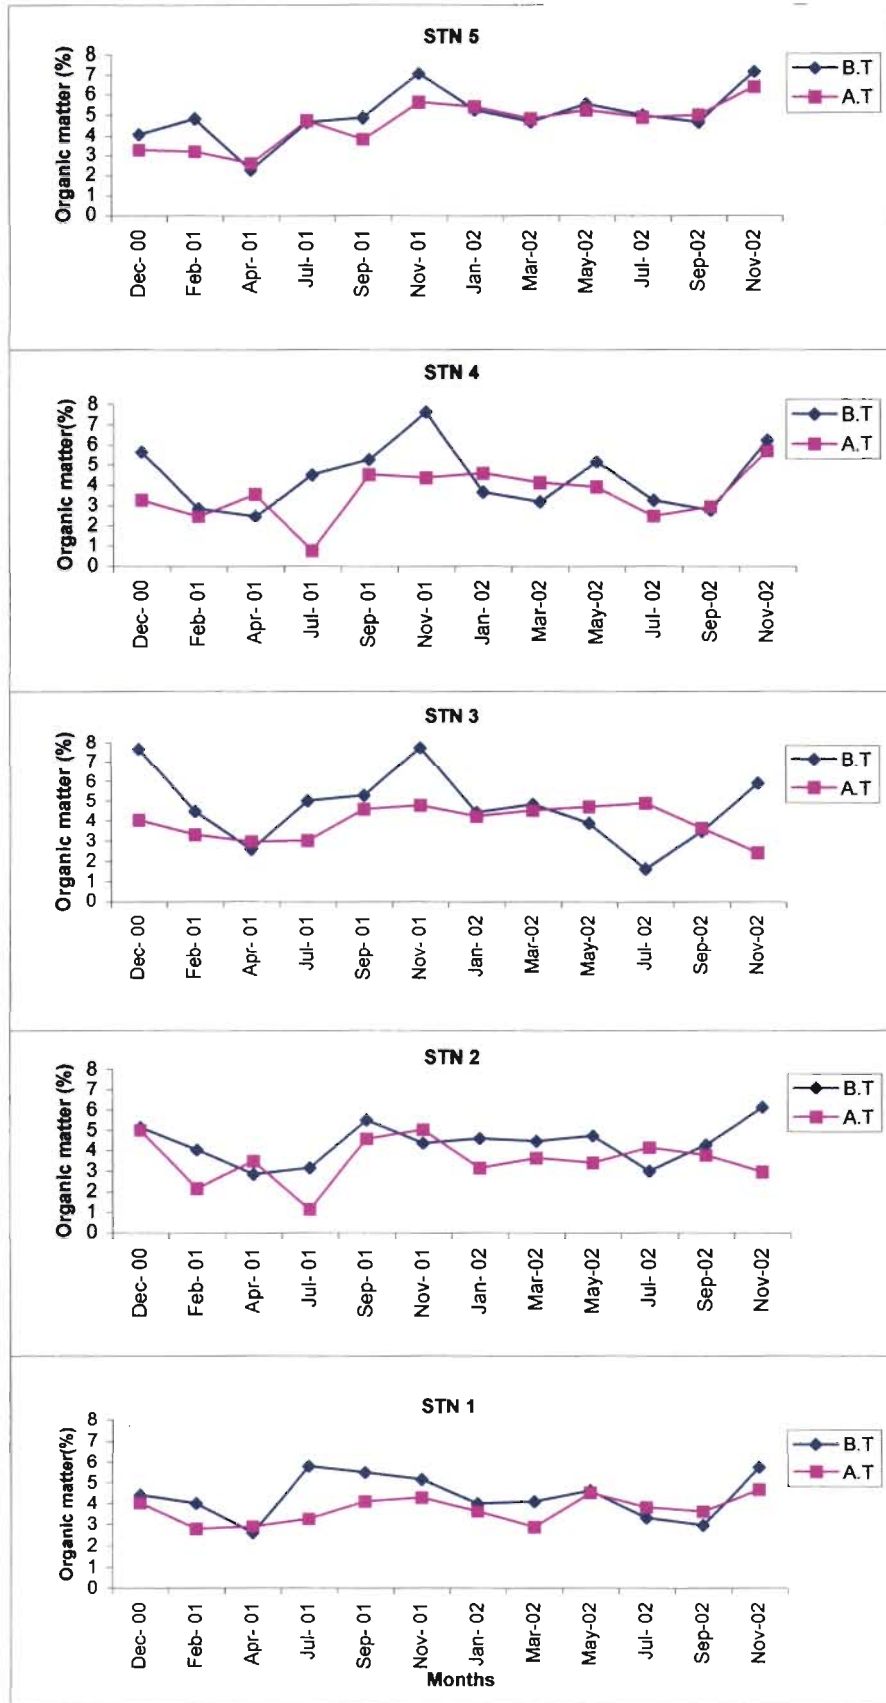 STN 5
Organic matter (%)
8
7
6
5
4
3
2
1
0
B.T
A.T
Dec- 00
Feb- 01
Apr- 01
Jul- 01
Sep- 01
Nov- 01
Jan- 02
Mar-02
May-02
Jul- 02
Sep-02
Nov-02
STN 4
Organic matter(%)
8
7
6
5
4
3
2
1
0
B.T
A.T
Dec- 00
Feb- 01
Apr- 01
Jul- 01
Sep- 01
Nov- 01
Jan- 02
Mar-02
May-02
Jul- 02
Sep-02
Nov-02
STN 3
Organic matter (%)
8
7
6
5
4
3
2
1
0
B.T
A.T
Dec- 00
Feb- 01
Apr- 01
Jul- 01
Sep- 01
Nov- 01
Jan- 02
Mar-02
May-02
Jul- 02
Sep-02
Nov-02
STN 2
Organic matter (%)
8
7
6
5
4
3
2
1
0
B.T
A.T
Dec- 00
Feb- 01
Apr- 01
Jul- 01
Sep- 01
Nov- 01
Jan- 02
Mar-02
May-02
Jul- 02
Sep-02
Nov-02
STN 1
Organic matter(%)
8
7
6
5
4
3
2
1
0
B.T
A.T
Dec- 00
Feb- 01
Apr- 01
Jul- 01
Sep- 01
Nov- 01
Jan- 02
Mar-02
May-02
Jul- 02
Sep-02
Nov-02
Months